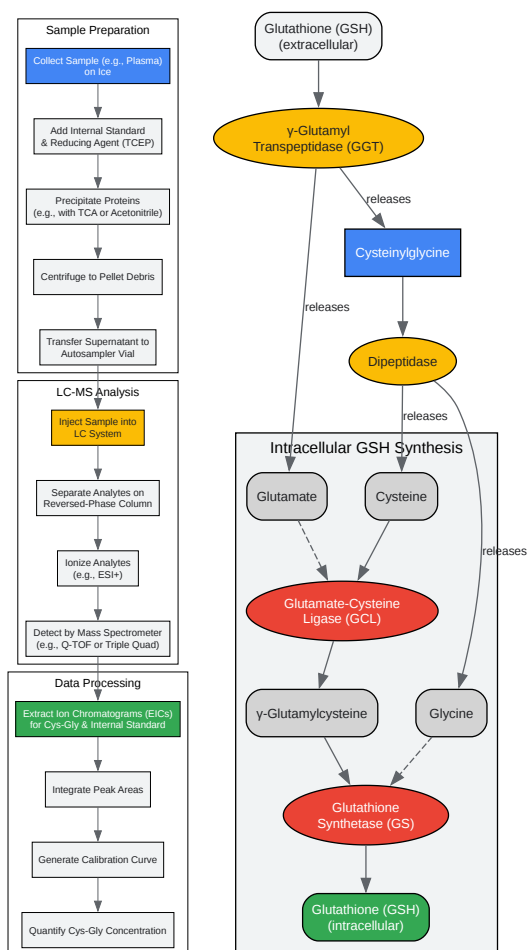 Sample Preparation
Collect Sample (e.g., Plasma)
on Ice
Add Internal Standard
& Reducing Agent (TCEP)
Precipitate Proteins
(e.g., with TCA or Acetonitrile)
Centrifuge to Pellet Debris
Transfer Supernatant to
Autosampler Vial
LC-MS Analysis
Inject Sample into
LC System
Separate Analytes on
Reversed-Phase Column
Ionize Analytes
(e.g., ESI+)
Detect by Mass Spectrometer
(e.g., Q-TOF or Triple Quad)
Data Processing
Extract Ion Chromatograms (EICs)
for Cys-Gly & Internal Standard
Integrate Peak Areas
Generate Calibration Curve
Quantify Cys-Gly Concentration
Glutathione (GSH)
(extracellular)
γ-Glutamyl
Transpeptidase (GGT)
releases
Cysteinylglycine
releases
Dipeptidase
releases
Intracellular GSH Synthesis
Glutamate
Cysteine
releases
Glutamate-Cysteine
Ligase (GCL)
γ-Glutamylcysteine
Glycine
Glutathione
Synthetase (GS)
Glutathione (GSH)
(intracellular)